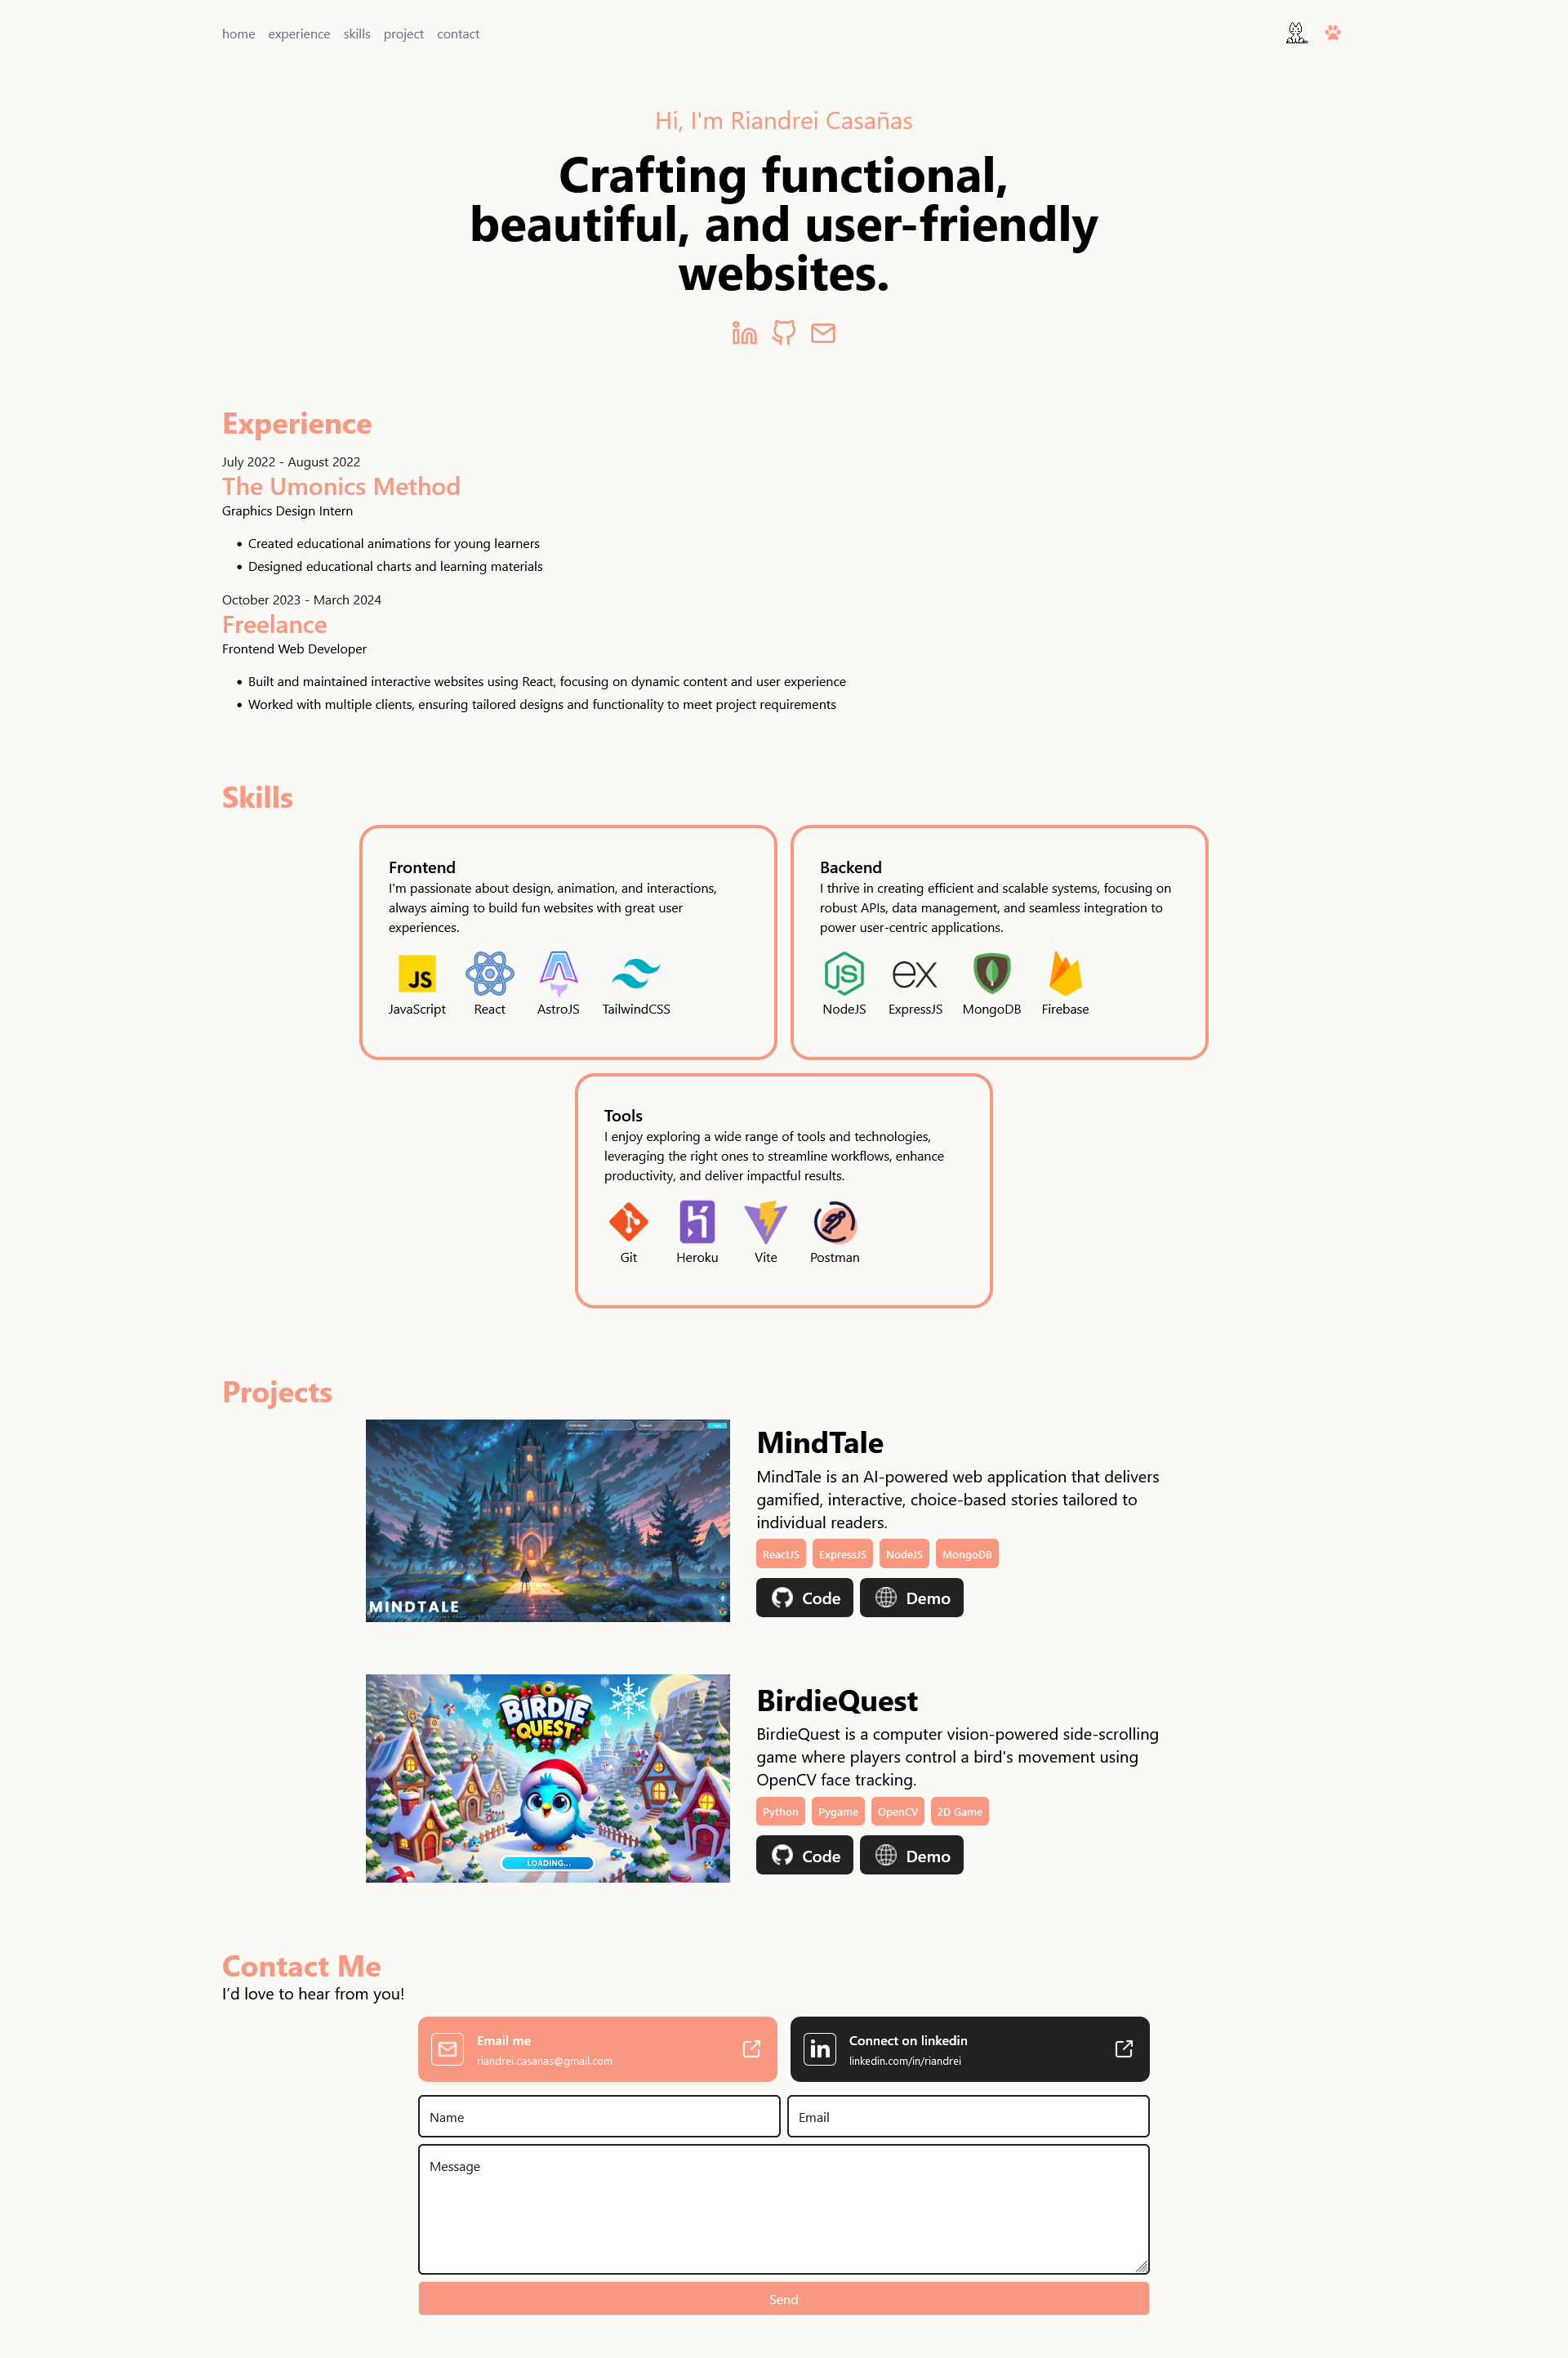 home experience skills project contact
Hi, I'm Riandrei Casañas
Crafting functional,
beautiful, and user-friendly
websites.
Experience
July 2022 - August 2022
The Umonics Method
Graphics Design Intern
• Created educational animations for young learners
• Designed educational charts and learning materials
October 2023 - March 2024
Freelance
Frontend Web Developer
• Built and maintained interactive websites using React, focusing on dynamic content and user experience
• Worked with multiple clients, ensuring tailored designs and functionality to meet project requirements
Skills
Frontend
I'm passionate about design, animation, and interactions,
always aiming to build fun websites with great user
experiences.
JS
JavaScript React AstroJS TailwindCSS
Backend
I thrive in creating efficient and scalable systems, focusing on
robust APIs, data management, and seamless integration to
power user-centric applications.
JS ex
NodeJS ExpressJS MongoDB Firebase
Tools
I enjoy exploring a wide range of tools and technologies,
leveraging the right ones to streamline workflows, enhance
productivity, and deliver impactful results.
Git Heroku Vite Postman
Projects
MINDTALE
MindTale
MindTale is an AI-powered web application that delivers
gamified, interactive, choice-based stories tailored to
individual readers.
ReactJS ExpressJS NodeJS MongoDB
Code Demo
BIRDIE
QUEST
LOADING...
BirdieQuest
BirdieQuest is a computer vision-powered side-scrolling
game where players control a bird's movement using
OpenCV face tracking.
Python Pygame OpenCV 2D Game
Code Demo
Contact Me
I’d love to hear from you!
Email me
riandrei.casanas@gmail.com
in
Connect on linkedin
linkedin.com/in/riandrei
Name
Email
Message
Send